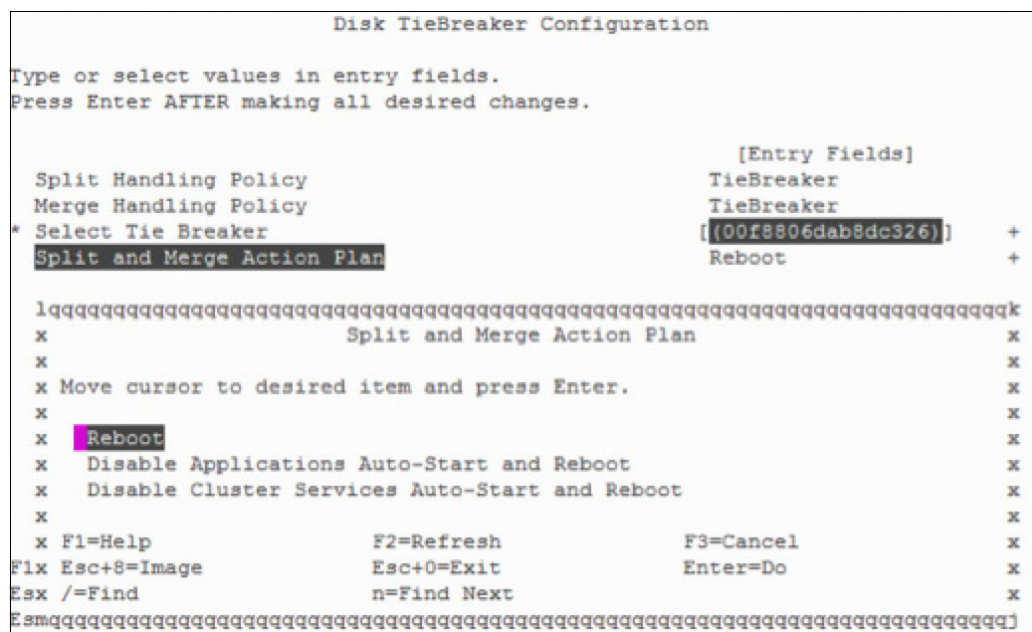 Disk TieBreaker Configuration
Type or select values in entry fields.
Press Enter AFTER making all desired changes.
[Entry Fields]
Split Handling Policy TieBreaker
Merge Handling Policy TieBreaker
* Select Tie Breaker [(00f8806dab8dc326)] +
Split and Merge Action Plan Reboot +
lqqqqqqqqqqqqqqqqqqqqqqqqqqqqqqqqqqqqqqqqqqqqqqqqqqqqqqqqqqqqqqqqqqqqqqqqqqk
x Split and Merge Action Plan x
x x
x Move cursor to desired item and press Enter. x
x x
x Reboot x
x Disable Applications Auto-Start and Reboot x
x Disable Cluster Services Auto-Start and Reboot x
x x
x F1=Help F2=Refresh F3=Cancel x
F1x Esc+8=Image Esc+0=Exit Enter=Do x
Esx /=Find n=Find Next x
Esmqqqqqqqqqqqqqqqqqqqqqqqqqqqqqqqqqqqqqqqqqqqqqqqqqqqqqqqqqqqqqqqqqqqqqqqqqqj